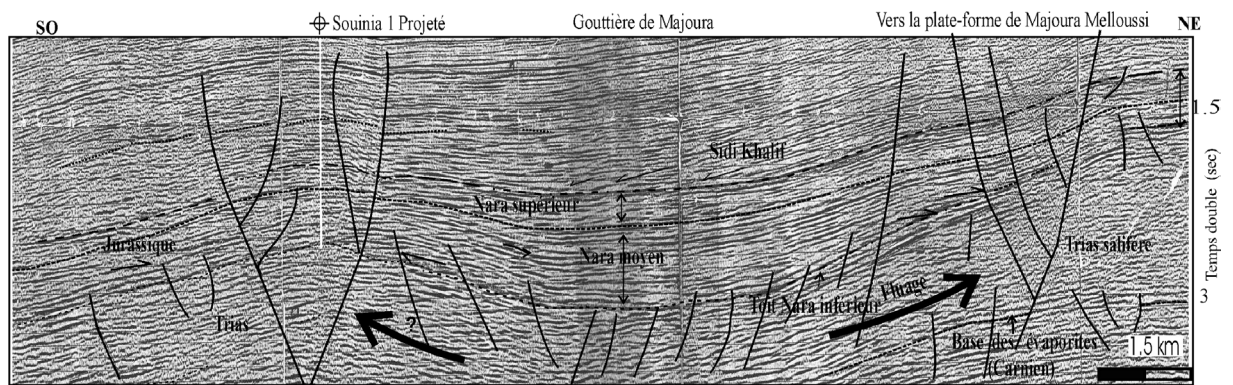 SO
Souinia 1 Projeté
Gouttière de Majoura
Vers la plate-forme de Majoura Melloussi
NE
1.5
Sidi Khalif
Nara supérieur
Jurassique
Nara moyen
Trias salifère
Temps double (sec)
Toit Nara inférieur
Fluage
3
Trias
?
Base des évaporites
(Carnien)
1.5 km